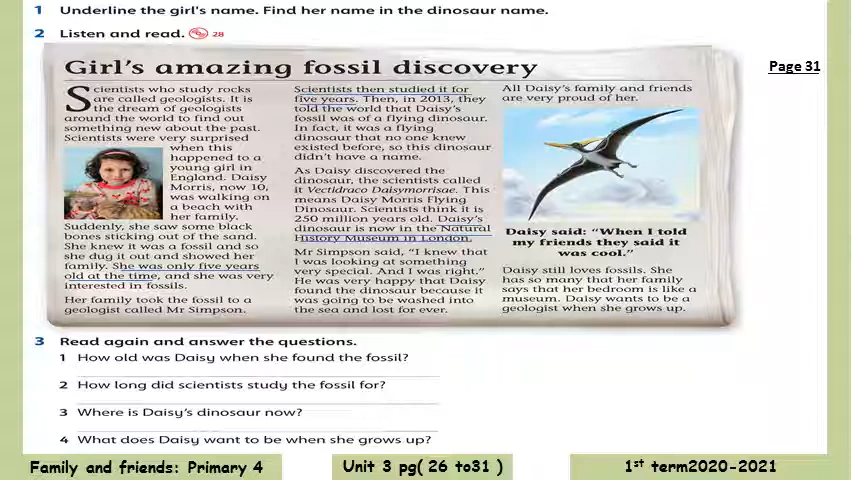 1 Underline the girl's name. Find her name in the dinosaur name.
2 Listen and read. 28
Page 31
Girl's amazing fossil discovery
Scientists who study rocks
are called geologists. It is
the dream of geologists
around the world to find out
something new about the past.
Scientists were very surprised
when this
happened to a
young girl in
England. Daisy
Morris, now 10,
was walking on
a beach with
her family.
Suddenly, she saw some black
bones sticking out of the sand.
She knew it was a fossil and so
she dug it out and showed her
family. She was only five years
old at the time, and she was very
interested in fossils.
Her family took the fossil to a
geologist called Mr Simpson.
Scientists then studied it for
five years. Then, in 2013, they
told the world that Daisy's
fossil was of a flying dinosaur.
In fact, it was a flying
dinosaur that no one knew
existed before, so this dinosaur
didn't have a name.
As Daisy discovered the
dinosaur, the scientists called
it Vectidraco Daisymorrisae. This
means Daisy Morris Flying
Dinosaur. Scientists think it is
250 million years old. Daisy's
dinosaur is now in the Natural
History Museum in London.
Mr Simpson said, "I knew that
I was looking at something
very special. And I was right."
He was very happy that Daisy
found the dinosaur because it
was going to be washed into
the sea and lost for ever.
All Daisy's family and friends
are very proud of her.
Daisy said: "When I told
my friends they said it
was cool."
Daisy still loves fossils. She
has so many that her family
says that her bedroom is like a
museum. Daisy wants to be a
geologist when she grows up.
3 Read again and answer the questions.
1 How old was Daisy when she found the fossil?
2 How long did scientists study the fossil for?
3 Where is Daisy's dinosaur now?
4 What does Daisy want to be when she grows up?
Family and friends: Primary 4
Unit 3 pg( 26 to31 )
1st term2020-2021